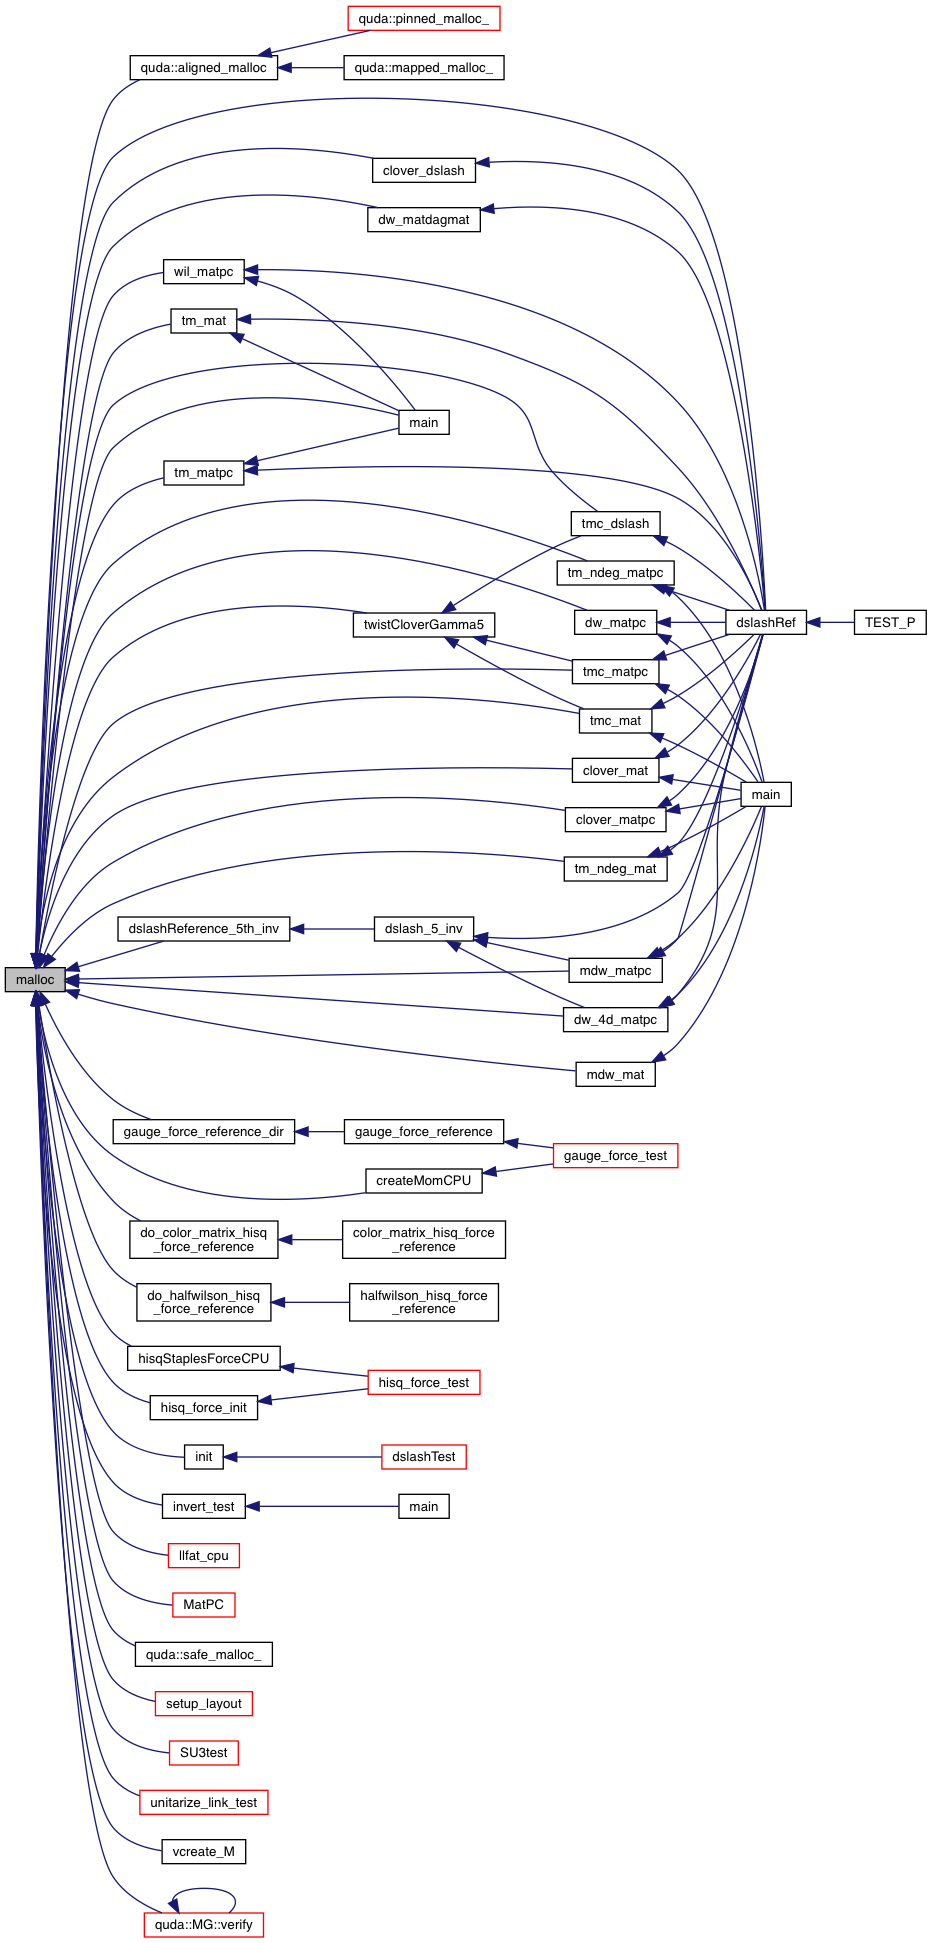 quda::pinned_malloc_
quda::aligned_malloc
quda::mapped_malloc_
clover_dslash
dw_matdagmat
wil_matpc
tm_mat
main
tm_matpc
tmc_dslash
tm_ndeg_matpc
twistCloverGamma5
dw_matpc
dslashRef
TEST_P
tmc_matpc
tmc_mat
clover_mat
main
clover_matpc
tm_ndeg_mat
dslashReference_5th_inv
dslash_5_inv
malloc
mdw_matpc
dw_4d_matpc
mdw_mat
gauge_force_reference_dir
gauge_force_reference
gauge_force_test
createMomCPU
do_color_matrix_hisq
_force_reference
color_matrix_hisq_force
_reference
do_halfwilson_hisq
_force_reference
halfwilson_hisq_force
_reference
hisqStaplesForceCPU
hisq_force_test
hisq_force_init
init
dslashTest
invert_test
main
llfat_cpu
MatPC
quda::safe_malloc_
setup_layout
SU3test
unitarize_link_test
vcreate_M
quda::MG::verify